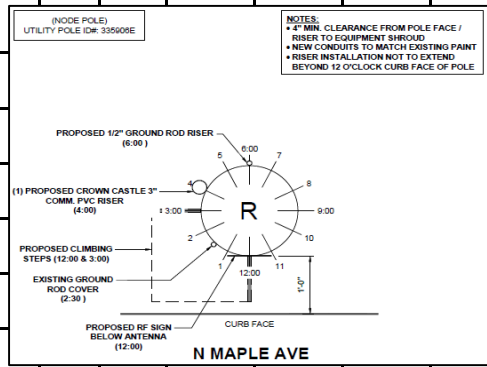 (NODE POLE)
UTILITY POLE ID#: 335906E
NOTES:
• 4" MIN. CLEARANCE FROM POLE FACE /
RISER TO EQUIPMENT SHROUD
• NEW CONDUITS TO MATCH EXISTING PAINT
• RISER INSTALLATION NOT TO EXTEND
BEYOND 12 O'CLOCK CURB FACE OF POLE
PROPOSED 1/2" GROUND ROD RISER
(6:00 )
6:00
5
7
(1) PROPOSED CROWN CASTLE 3"
COMM. PVC RISER
(4:00)
4
8
3:00
R
9:00
2
10
PROPOSED CLIMBING
STEPS (12:00 & 3:00)
1
11
12:00
EXISTING GROUND
ROD COVER
(2:30 )
1'-0"
PROPOSED RF SIGN
BELOW ANTENNA
(12:00)
CURB FACE
N MAPLE AVE